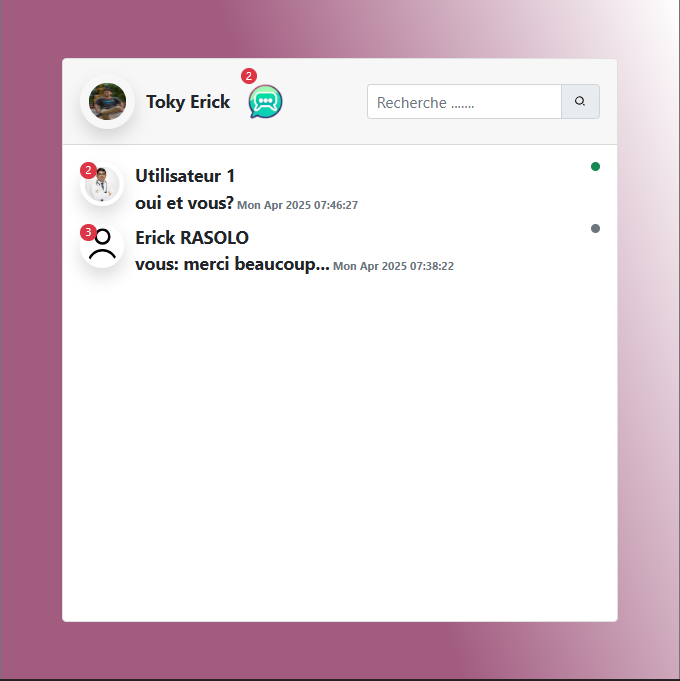 2
Toky Erick
Recherche .......
2
Utilisateur 1
oui et vous? Mon Apr 2025 07:46:27
3
Erick RASOLO
vous: merci beaucoup... Mon Apr 2025 07:38:22